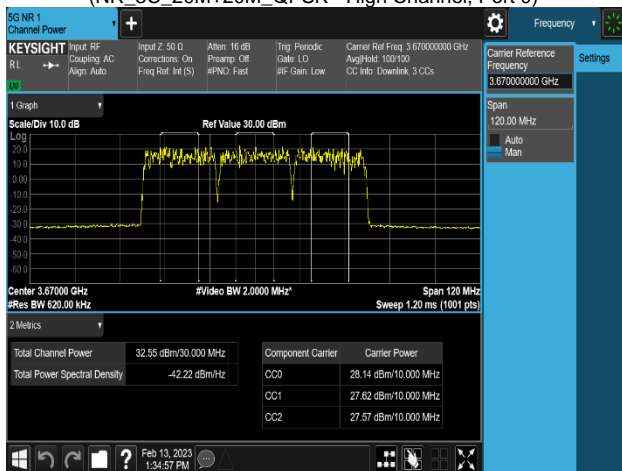 (NR_3C_20M+20M_QPSK - High Channel, Port 0)
5G NR 1
Channel Power
KEYSIGHT
RL
Input: RF
Coupling: AC
Align: Auto
Input Z: 50 Ω
Corrections: On
Freq Ref: Int (S)
Atten: 16 dB
Preamp: Off
#PNO: Fast
Trig: Periodic
Gate: LO
#IF Gain: Low
Carrier Ref Freq: 3.670000000 GHz
Avg|Hold: 100/100
CC Info: Downlink, 3 CCs
Frequency
Carrier Reference
Frequency
3.670000000 GHz
Settings
Span
120.00 MHz
Auto
Man
1 Graph
Scale/Div 10.0 dB
Ref Value 30.00 dBm
Log
20.0
10.0
0.00
-10.0
-20.0
-30.0
-40.0
-50.0
-60.0
Center 3.67000 GHz
#Video BW 2.0000 MHz*
Span 120 MHz
#Res BW 620.00 kHz
Sweep 1.20 ms (1001 pts)
2 Metrics
Total Channel Power 32.55 dBm/30.000 MHz
Total Power Spectral Density -42.22 dBm/Hz
Component Carrier Carrier Power
CC0 28.14 dBm/10.000 MHz
CC1 27.62 dBm/10.000 MHz
CC2 27.57 dBm/10.000 MHz
Feb 13, 2023
1:34:57 PM